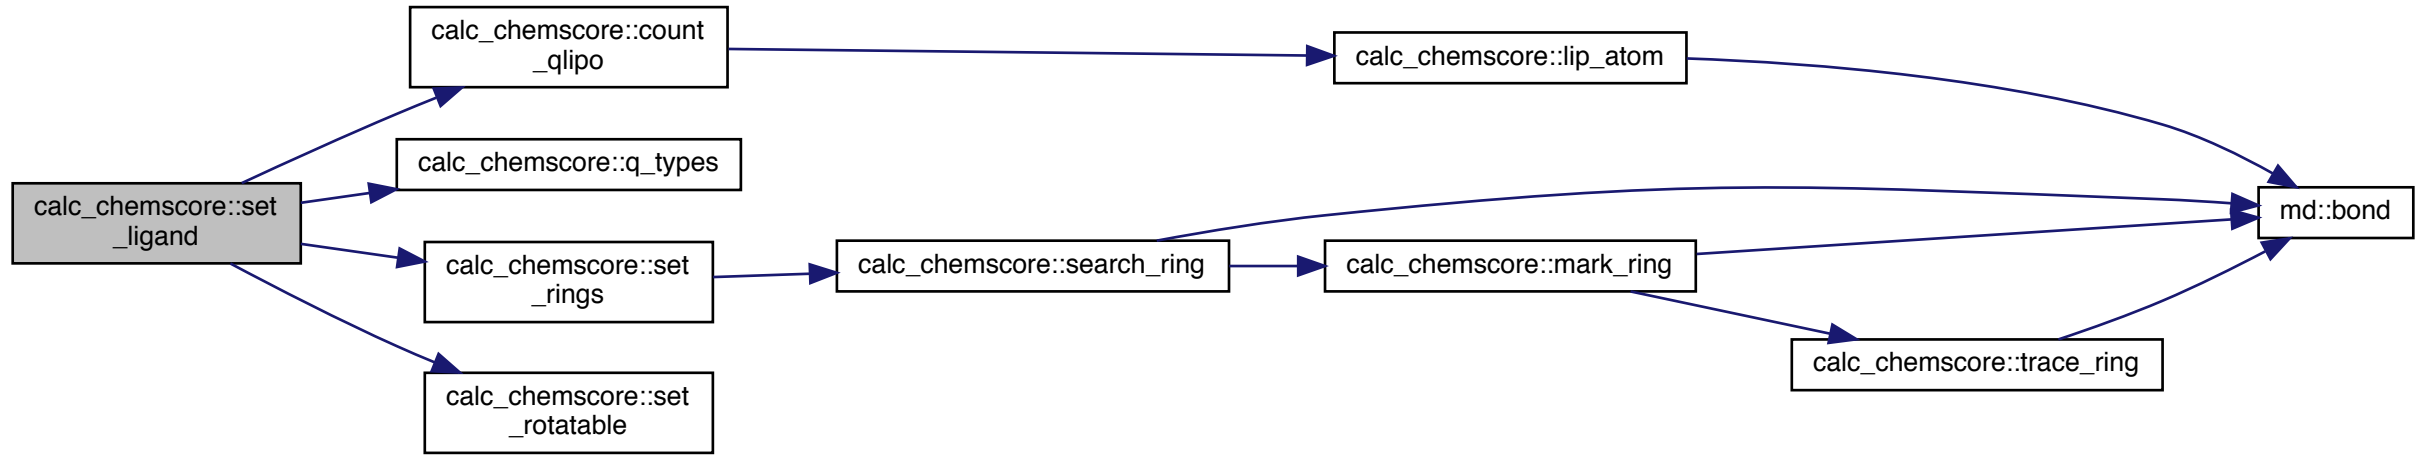 calc_chemscore::set
_ligand
calc_chemscore::count
_qlipo
calc_chemscore::q_types
calc_chemscore::set
_rings
calc_chemscore::set
_rotatable
calc_chemscore::search_ring
calc_chemscore::lip_atom
calc_chemscore::mark_ring
calc_chemscore::trace_ring
md::bond